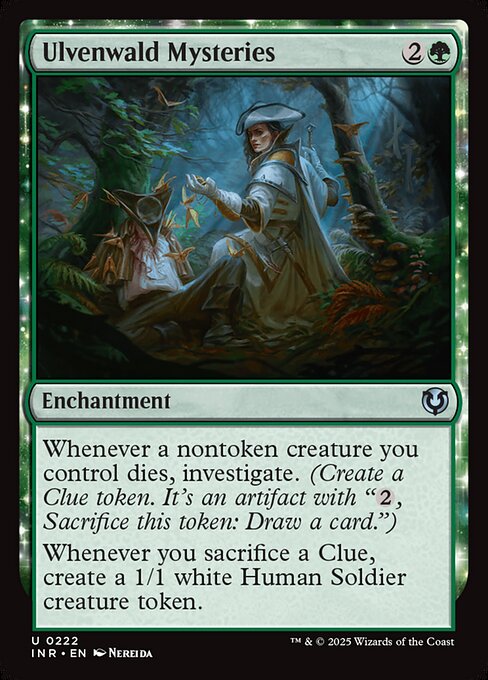 Ulvenwald Mysteries 2
Enchantment
Whenever a nontoken creature you
control dies, investigate. (Create a
Clue token. It's an artifact with “2,
Sacrifice this token: Draw a card.”)
Whenever you sacrifice a Clue,
create a 1/1 white Human Soldier
creature token.
U 0222
INR • EN Nereida
™ & © 2025 Wizards of the Coast